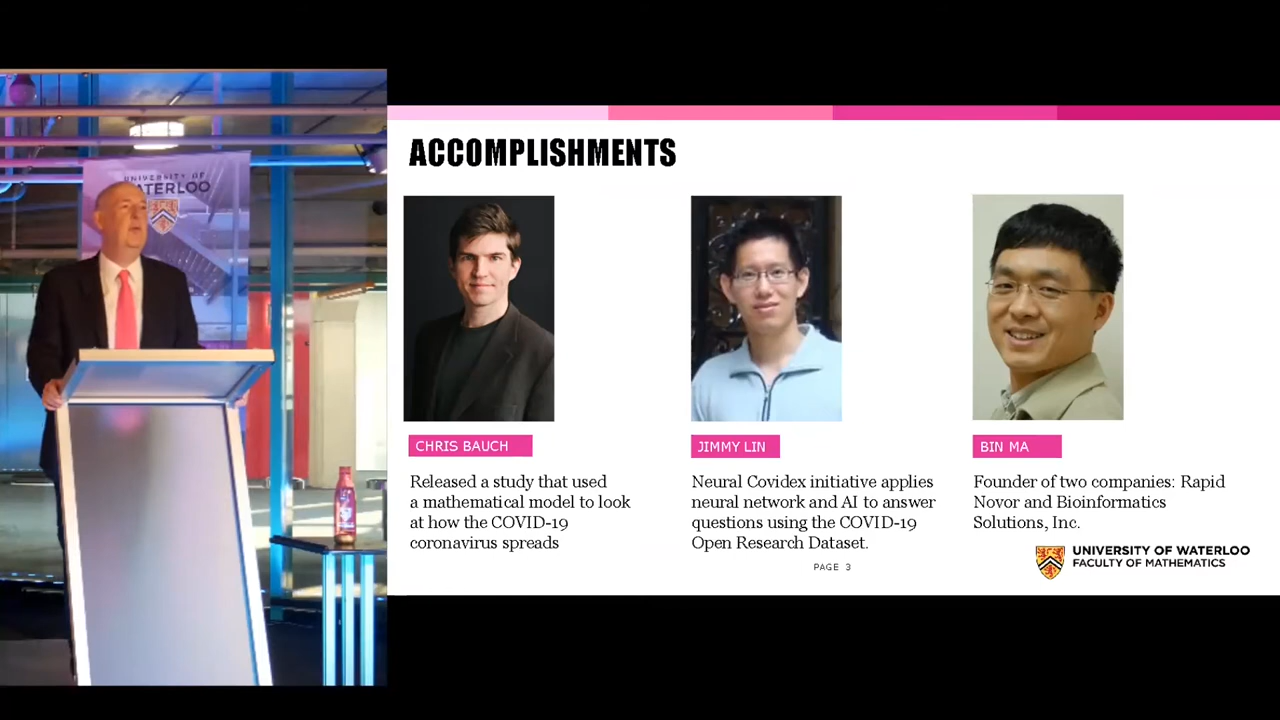 UNIVERSITY OF
WATERLOO
ACCOMPLISHMENTS
CHRIS BAUCH
Released a study that used
a mathematical model to look
at how the COVID-19
coronavirus spreads
JIMMY LIN
Neural Covidex initiative applies
neural network and AI to answer
questions using the COVID-19
Open Research Dataset.
BIN MA
Founder of two companies: Rapid
Novor and Bioinformatics
Solutions, Inc.
PAGE 3
UNIVERSITY OF WATERLOO
FACULTY OF MATHEMATICS